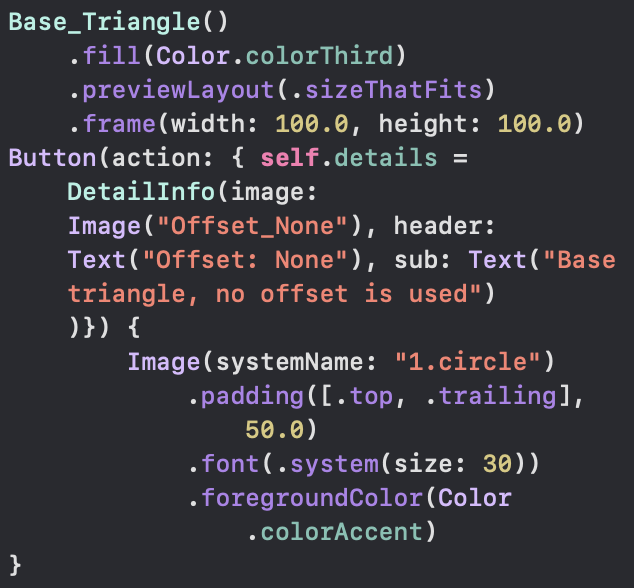 Base_Triangle()
.fill(Color.colorThird)
.previewLayout(.sizeThatFits)
.frame(width: 100.0, height: 100.0)
Button(action: { self.details =
DetailInfo(image:
Image("Offset_None"), header:
Text("Offset: None"), sub: Text("Base
triangle, no offset is used")
)}) {
Image(systemName: "1.circle")
.padding([.top, .trailing],
50.0)
.font(.system(size: 30))
.foregroundColor(Color
.colorAccent)
}